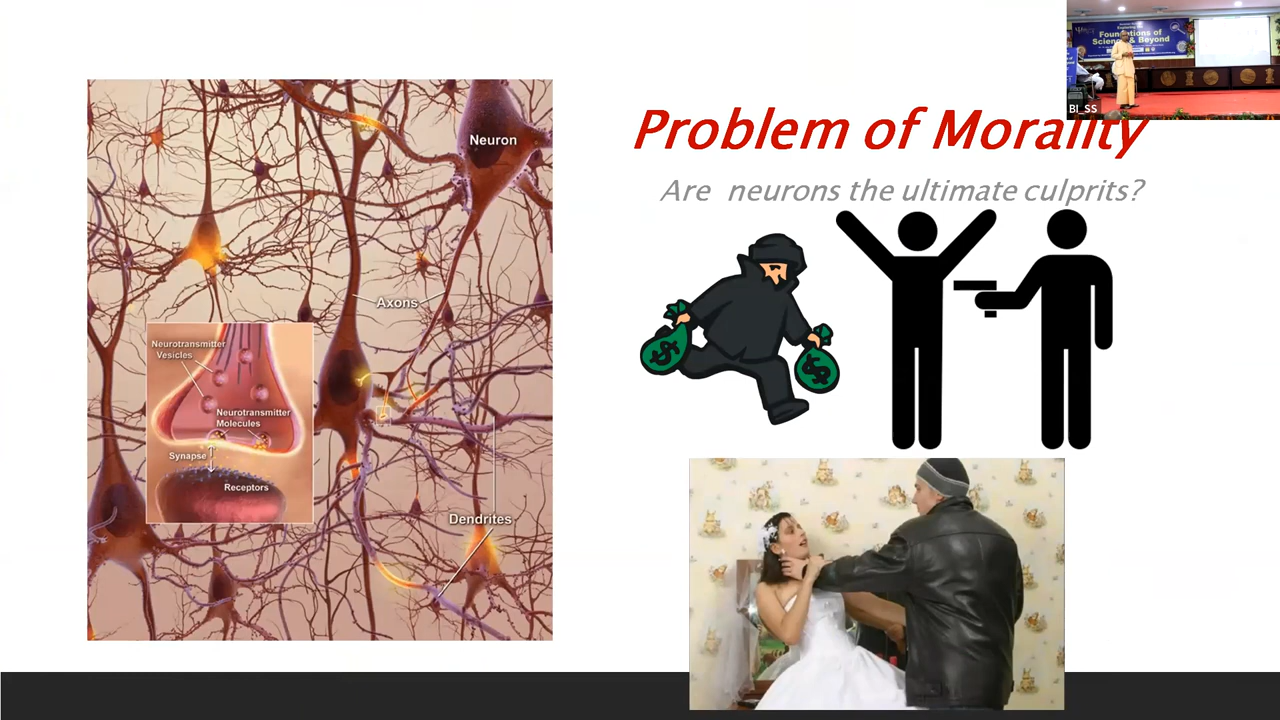 Problem of Morality
Are neurons the ultimate culprits?
Neuron
Axons
Neurotransmitter
Vesicles
Neurotransmitter
Molecules
Synapse
Receptors
Dendrites
$
$
Foundations of
Science & Beyond
BI_SS